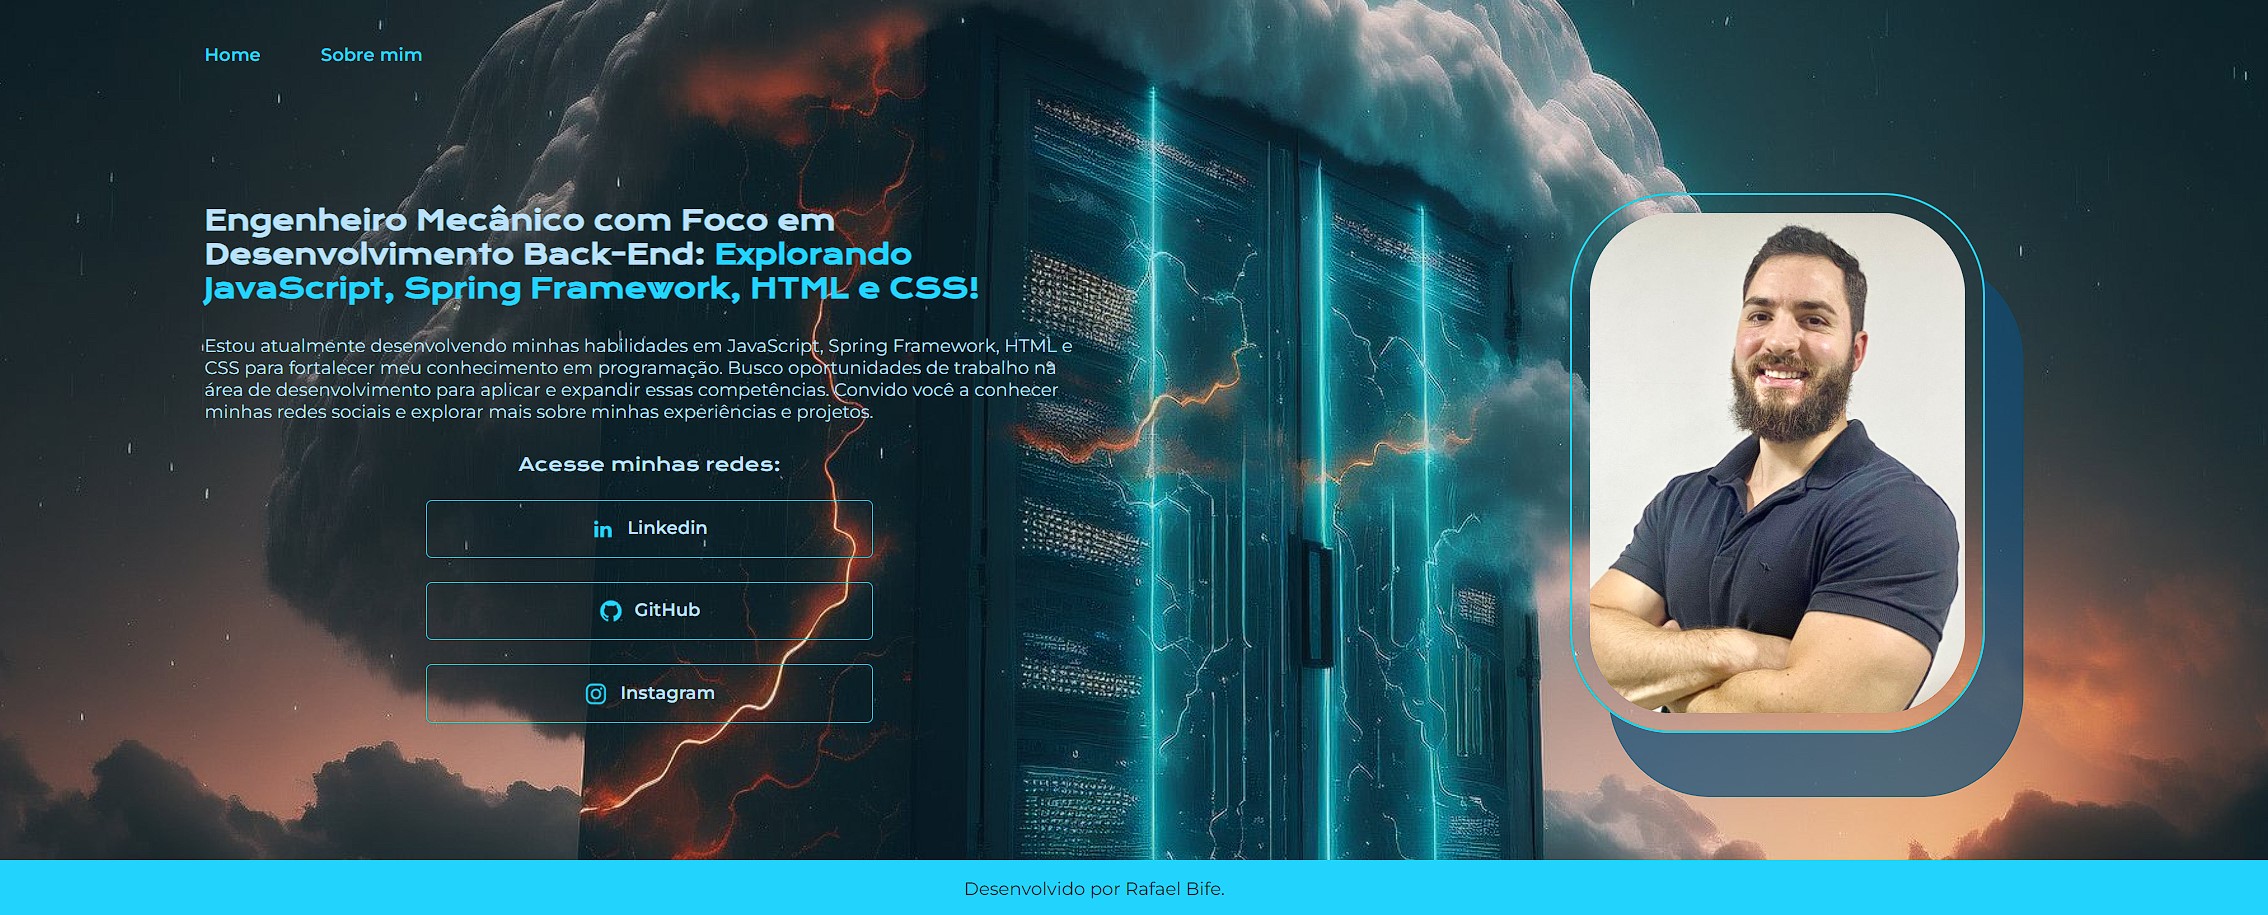 Home Sobre mim
Engenheiro Mecânico com Foco em
Desenvolvimento Back-End: Explorando
JavaScript, Spring Framework, HTML e CSS!
Estou atualmente desenvolvendo minhas habilidades em JavaScript, Spring Framework, HTML e
CSS para fortalecer meu conhecimento em programação. Busco oportunidades de trabalho na
área de desenvolvimento para aplicar e expandir essas competências. Convido você a conhecer
minhas redes sociais e explorar mais sobre minhas experiências e projetos.
Acesse minhas redes:
Linkedin
GitHub
Instagram
Desenvolvido por Rafael Bife.